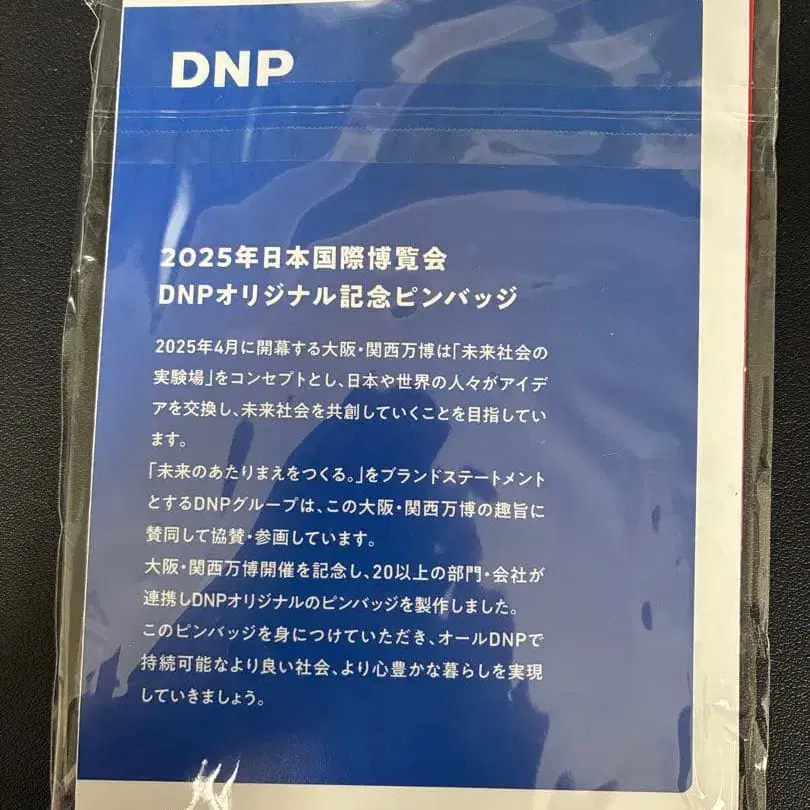 DNP
2025年日本国際博覧会
DNPオリジナル記念ピンバッジ
2025年4月に開幕する大阪・関西万博は「未来社会の
実験場」をコンセプトとし、日本や世界の人々がアイデ
アを交換し、未来社会を共創していくことを目指してい
ます。
「未来のあたりまえをつくる。」をブランドステートメント
とするDNPグループは、この大阪・関西万博の趣旨に
賛同して協賛・参画しています。
大阪・関西万博開催を記念し、20以上の部門・会社が
連携しDNPオリジナルのピンバッジを製作しました。
このピンバッジを身につけていただき、オールDNPで
持続可能なより良い社会、より心豊かな暮らしを実現
していきましょう。